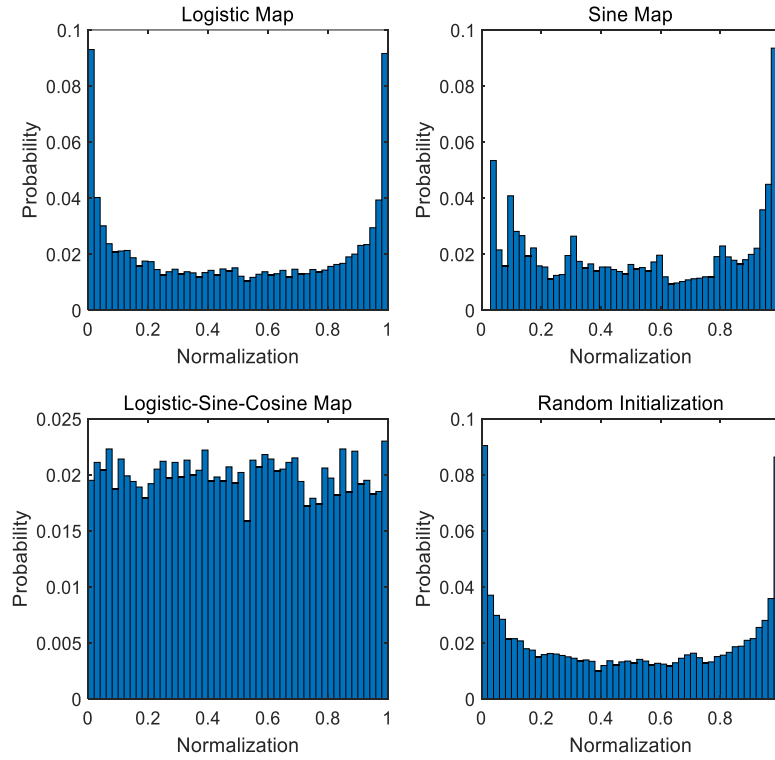 Logistic Map
0.1
0.08
0.06
0.04
0.02
0
Probability
0 0.2 0.4 0.6 0.8 1
Normalization
Sine Map
0.1
0.08
0.06
0.04
0.02
0
Probability
0 0.2 0.4 0.6 0.8
Normalization
Logistic-Sine-Cosine Map
0.025
0.02
0.015
0.01
0.005
0
Probability
0 0.2 0.4 0.6 0.8 1
Normalization
Random Initialization
0.1
0.08
0.06
0.04
0.02
0
Probability
0 0.2 0.4 0.6 0.8
Normalization